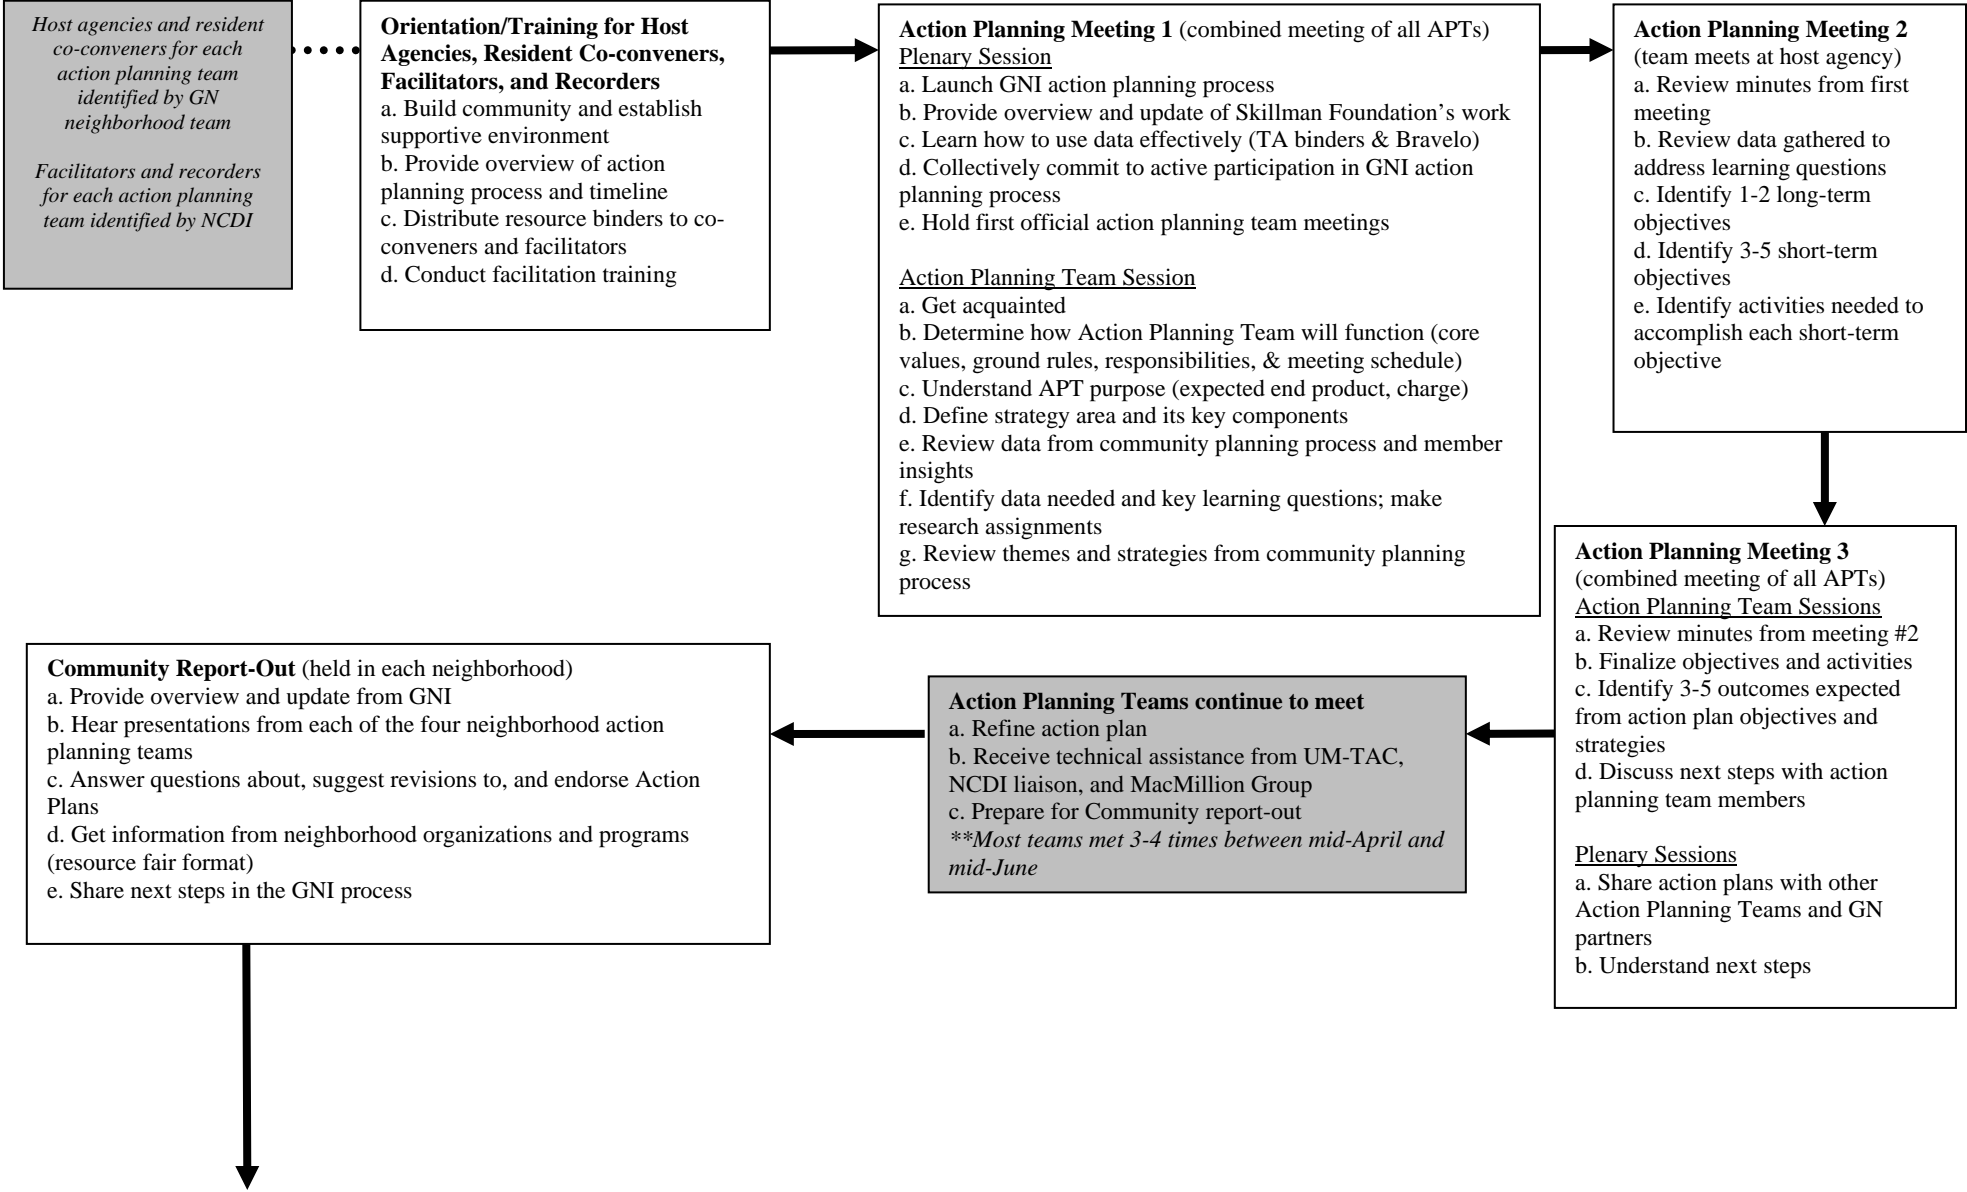 Host agencies and resident
co-conveners for each
action planning team
identified by GN
neighborhood team
Facilitators and recorders
for each action planning
team identified by NCDI
Orientation/Training for Host
Agencies, Resident Co-conveners,
Facilitators, and Recorders
a. Build community and establish
supportive environment
b. Provide overview of action
planning process and timeline
c. Distribute resource binders to co-
conveners and facilitators
d. Conduct facilitation training
Action Planning Meeting 1 (combined meeting of all APTs)
Plenary Session
a. Launch GNI action planning process
b. Provide overview and update of Skillman Foundation’s work
c. Learn how to use data effectively (TA binders & Bravelo)
d. Collectively commit to active participation in GNI action
planning process
e. Hold first official action planning team meetings
Action Planning Team Session
a. Get acquainted
b. Determine how Action Planning Team will function (core
values, ground rules, responsibilities, & meeting schedule)
c. Understand APT purpose (expected end product, charge)
d. Define strategy area and its key components
e. Review data from community planning process and member
insights
f. Identify data needed and key learning questions; make
research assignments
g. Review themes and strategies from community planning
process
Action Planning Meeting 2
(team meets at host agency)
a. Review minutes from first
meeting
b. Review data gathered to
address learning questions
c. Identify 1-2 long-term
objectives
d. Identify 3-5 short-term
objectives
e. Identify activities needed to
accomplish each short-term
objective
Action Planning Meeting 3
(combined meeting of all APTs)
Action Planning Team Sessions
a. Review minutes from meeting #2
b. Finalize objectives and activities
c. Identify 3-5 outcomes expected
from action plan objectives and
strategies
d. Discuss next steps with action
planning team members
Plenary Sessions
a. Share action plans with other
Action Planning Teams and GN
partners
b. Understand next steps
Action Planning Teams continue to meet
a. Refine action plan
b. Receive technical assistance from UM-TAC,
NCDI liaison, and MacMillion Group
c. Prepare for Community report-out
**Most teams met 3-4 times between mid-April and
mid-June
Community Report-Out (held in each neighborhood)
a. Provide overview and update from GNI
b. Hear presentations from each of the four neighborhood action
planning teams
c. Answer questions about, suggest revisions to, and endorse Action
Plans
d. Get information from neighborhood organizations and programs
(resource fair format)
e. Share next steps in the GNI process